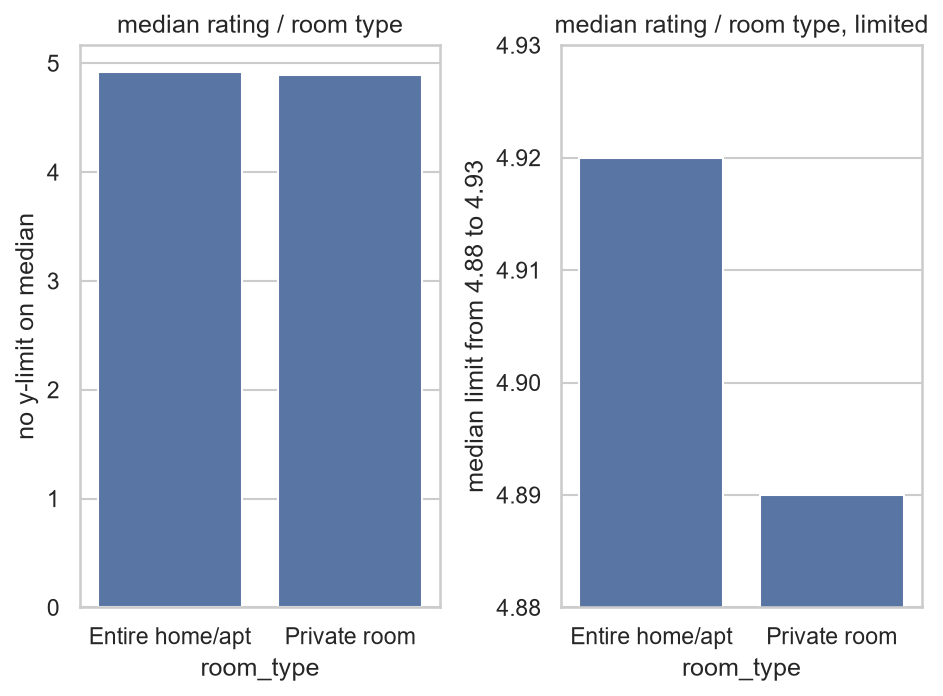 median rating / room type
no y-limit on median
5
4
3
2
1
0
Entire home/apt
Private room
room_type
median rating / room type, limited
median limit from 4.88 to 4.93
4.93
4.92
4.91
4.90
4.89
4.88
Entire home/apt
Private room
room_type